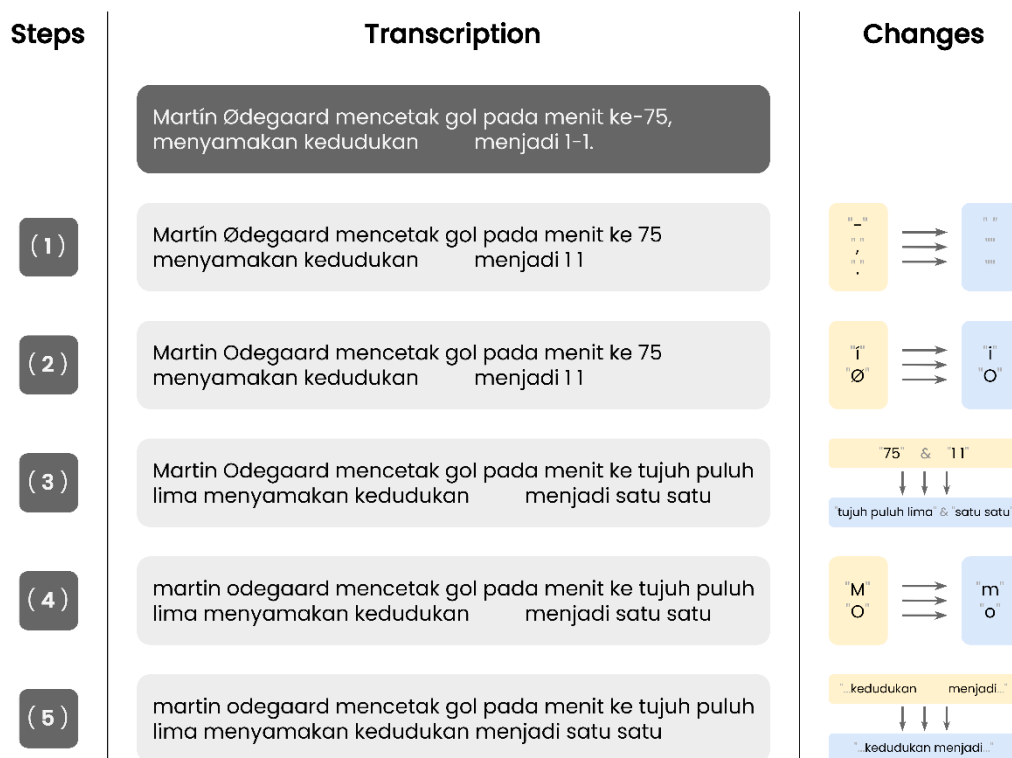 Steps
Transcription
Changes
Martín Ødegaard mencetak gol pada menit ke-75,
menyamakan kedudukan menjadi 1-1.
(1)
Martín Ødegaard mencetak gol pada menit ke 75
menyamakan kedudukan menjadi 1 1
"-" " "
"," ""
"." ""
(2)
Martin Odegaard mencetak gol pada menit ke 75
menyamakan kedudukan menjadi 1 1
"í" "i"
"Ø" "O"
(3)
Martin Odegaard mencetak gol pada menit ke tujuh puluh
lima menyamakan kedudukan menjadi satu satu
"75" & "1 1"
"tujuh puluh lima" & "satu satu"
(4)
martin odegaard mencetak gol pada menit ke tujuh puluh
lima menyamakan kedudukan menjadi satu satu
"M" "m"
"O" "o"
(5)
martin odegaard mencetak gol pada menit ke tujuh puluh
lima menyamakan kedudukan menjadi satu satu
"...kedudukan menjadi..."
"...kedudukan menjadi..."